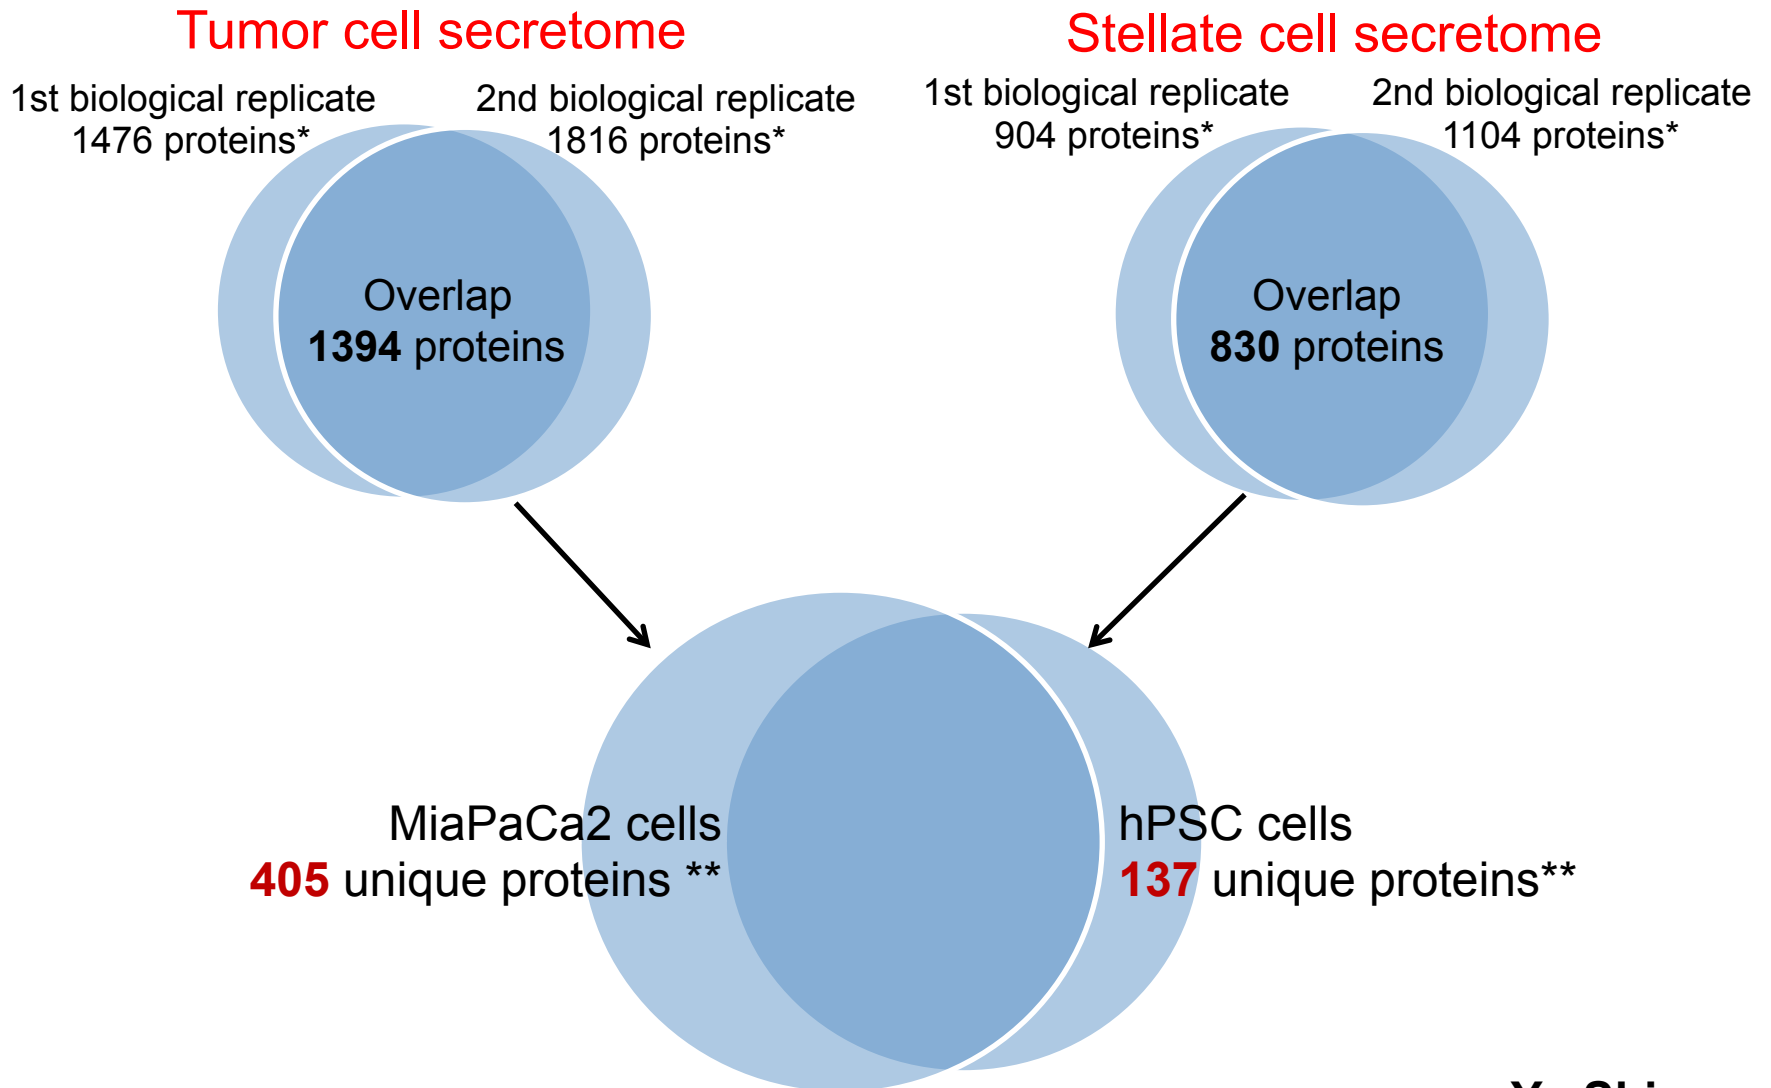 Tumor cell secretome
1st biological replicate
1476 proteins*
2nd biological replicate
1816 proteins*
Overlap
1394 proteins
Stellate cell secretome
1st biological replicate
904 proteins*
2nd biological replicate
1104 proteins*
Overlap
830 proteins
MiaPaCa2 cells
405 unique proteins **
hPSC cells
137 unique proteins**